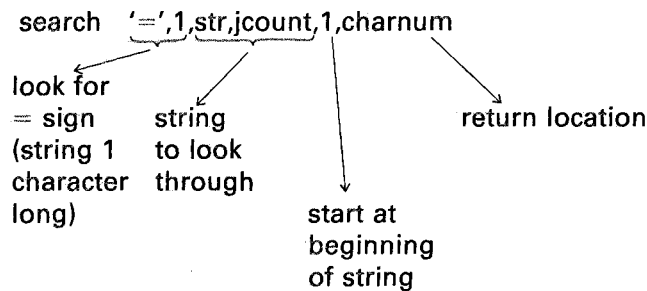 search '=',1,str,jcount,1,charnum
look for
= sign
(string 1
character
long)
string
to look
through
start at
beginning
of string
return location